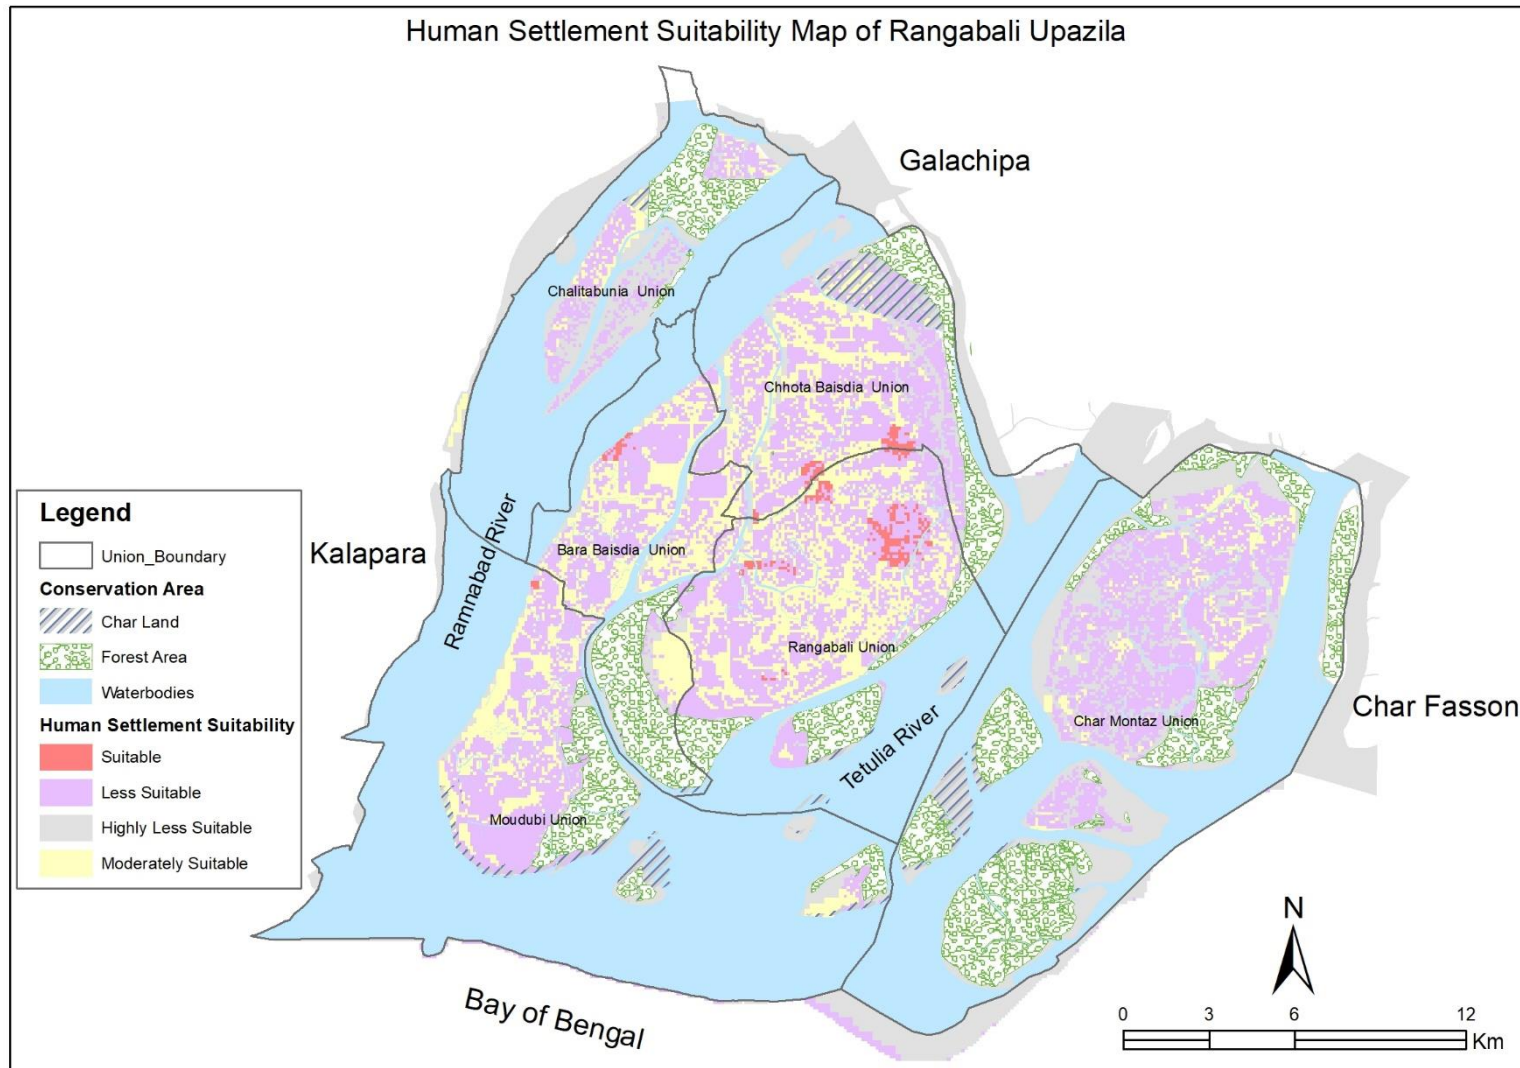 Human Settlement Suitability Map of Rangabali Upazila
Galachipa
Chalitabunia  Union
Chhota Baisdia  Union
Legend
Union_Boundary
Conservation Area
Char Land
Forest Area
Waterbodies
Human Settlement Suitability
Suitable
Less Suitable
Highly Less Suitable
Moderately Suitable
Kalapara
Ramnabad River
Bara Baisdia  Union
Rangabali Union
Char Fasson
Char Montaz Union
Tetulia River
Moudubi Union
Bay of Bengal
N
0 3 6 12
Km